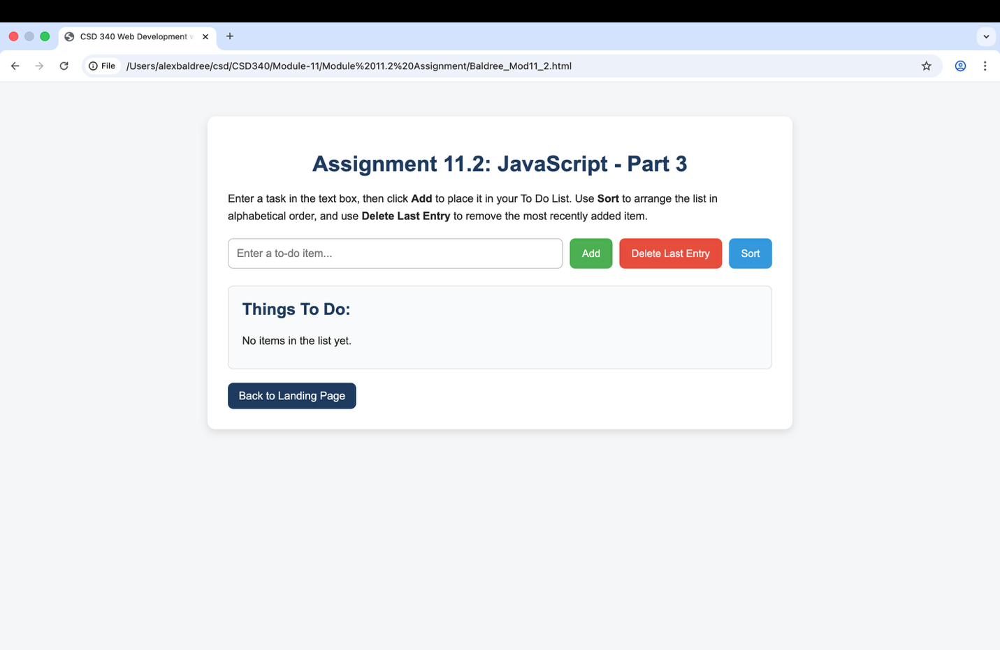 CSD 340 Web Development
File
/Users/alexbaldree/csd/CSD340/Module-11/Module%2011.2%20Assignment/Baldree_Mod11_2.html
Assignment 11.2: JavaScript - Part 3
Enter a task in the text box, then click Add to place it in your To Do List. Use Sort to arrange the list in
alphabetical order, and use Delete Last Entry to remove the most recently added item.
Enter a to-do item...
Add
Delete Last Entry
Sort
Things To Do:
No items in the list yet.
Back to Landing Page